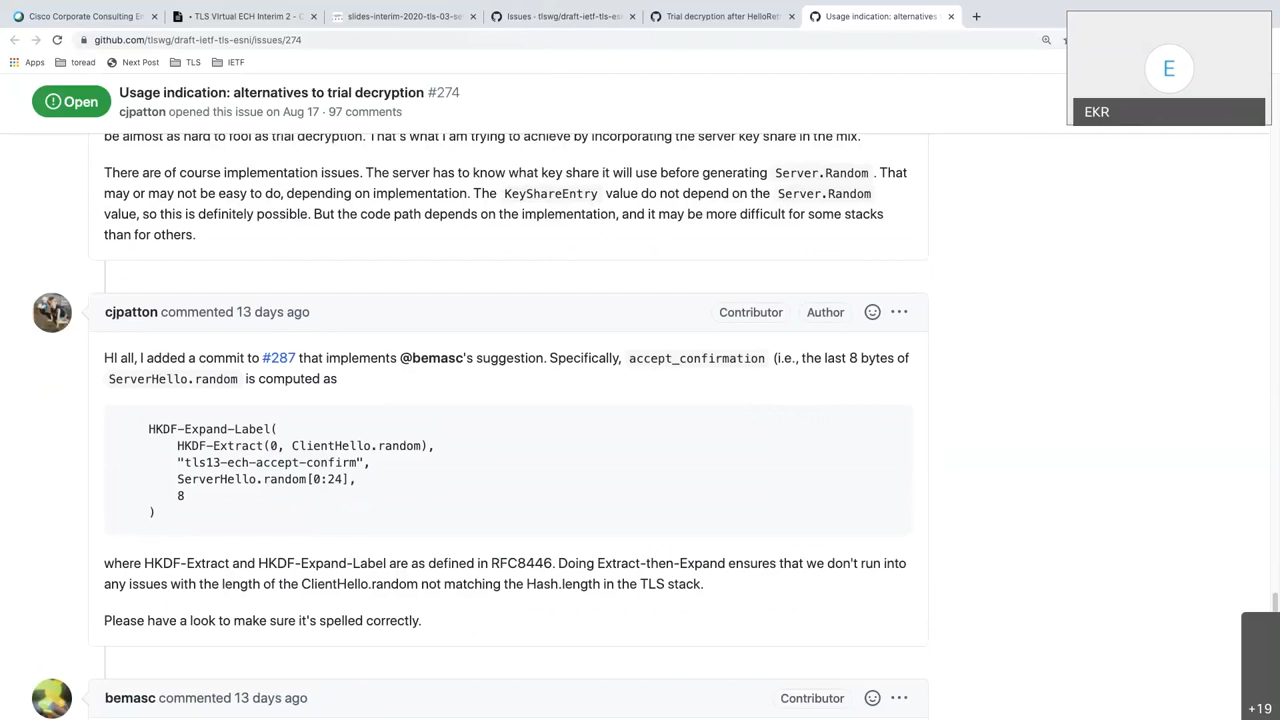 Cisco Corporate Consulting E
• TLS Virtual ECH Interim 2 - C
slides-interim-2020-tls-03-se
Issues · tlswg/draft-ietf-tls-es
Trial decryption after HelloRet
Usage indication: alternatives
github.com/tlswg/draft-ietf-tls-esni/issues/274
Apps
toread
Next Post
TLS
IETF
E
EKR
Open
Usage indication: alternatives to trial decryption #274
cjpatton opened this issue on Aug 17 · 97 comments
be almost as hard to fool as trial decryption. That's what I am trying to achieve by incorporating the server key share in the mix.
There are of course implementation issues. The server has to know what key share it will use before generating Server.Random. That
may or may not be easy to do, depending on implementation. The KeyShareEntry value do not depend on the Server.Random
value, so this is definitely possible. But the code path depends on the implementation, and it may be more difficult for some stacks
than for others.
cjpatton commented 13 days ago
Contributor
Author
HI all, I added a commit to #287 that implements @bemasc's suggestion. Specifically, accept_confirmation (i.e., the last 8 bytes of
ServerHello.random is computed as
HKDF-Expand-Label(
HKDF-Extract(0, ClientHello.random),
"tls13-ech-accept-confirm",
ServerHello.random[0:24],
8
)
where HKDF-Extract and HKDF-Expand-Label are as defined in RFC8446. Doing Extract-then-Expand ensures that we don't run into
any issues with the length of the ClientHello.random not matching the Hash.length in the TLS stack.
Please have a look to make sure it's spelled correctly.
bemasc commented 13 days ago
Contributor
+19